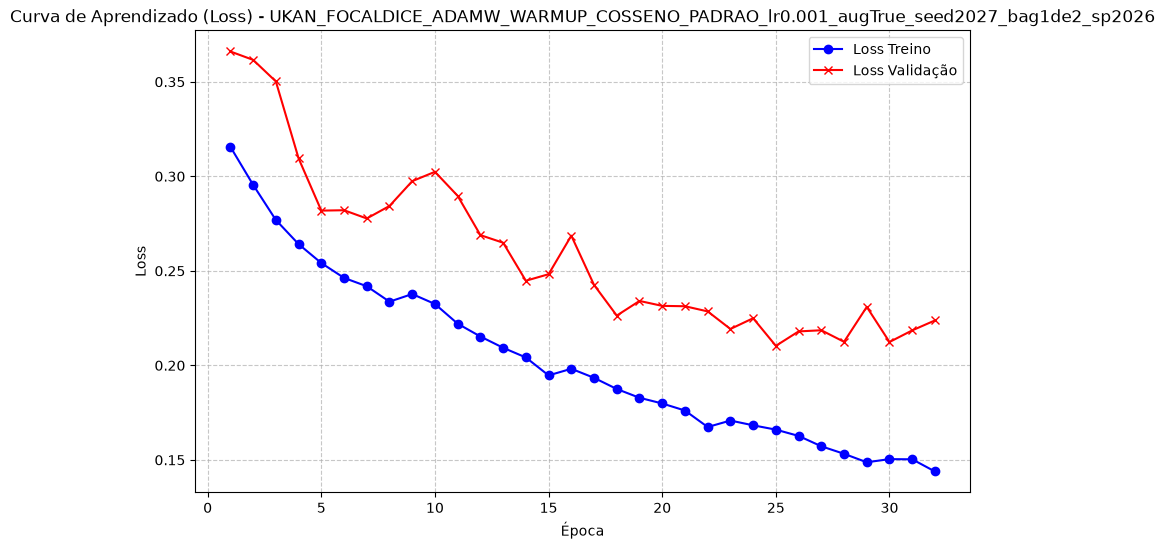 Curva de Aprendizado (Loss) - UKAN_FOCALDICE_ADAMW_WARMUP_COSSENO_PADRAO_lr0.001_augTrue_seed2027_bag1de2_sp2026
Loss Treino
Loss Validação
0.35
0.30
0.25
0.20
0.15
Loss
0 5 10 15 20 25 30
Época